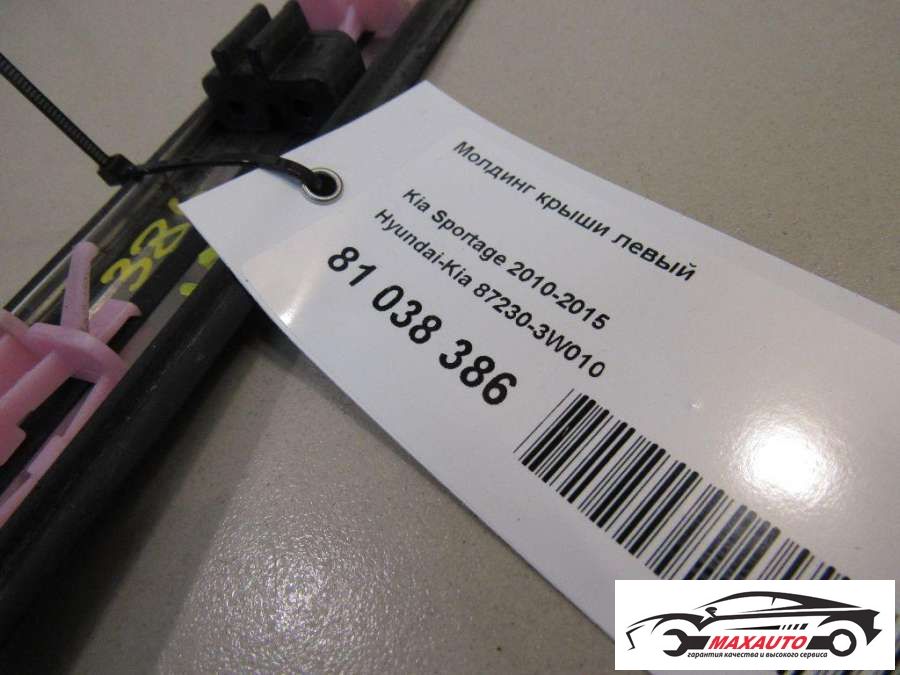 Молдинг крыши левый
Kia Sportage 2010-2015
Hyundai-Kia 87230-3W010
81 038 386
MAXAUTO
гарантия качества и высокого сервиса